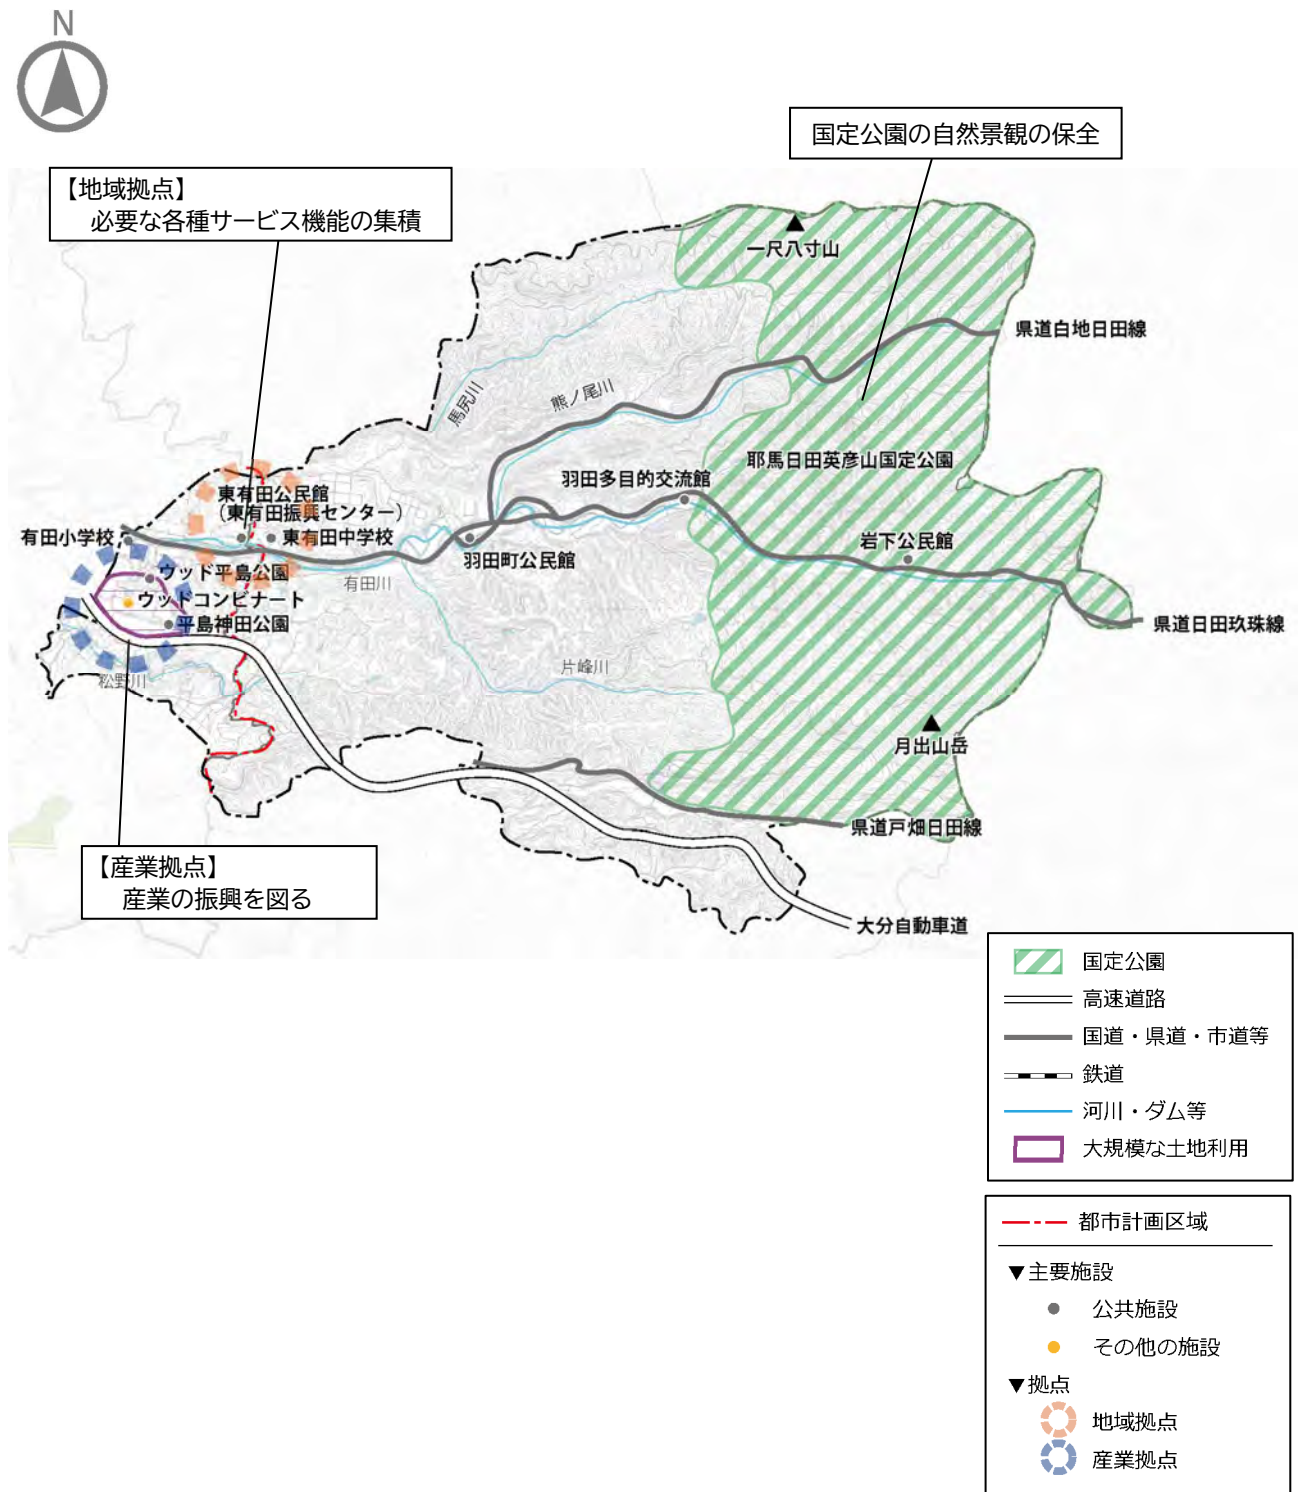 N
国定公園の自然景観の保全
【地域拠点】
必要な各種サービス機能の集積
一尺八寸山
県道白地日田線
馬尻川
熊ノ尾川
耶馬日田英彦山国定公園
羽田多目的交流館
東有田公民館
（東有田振興センター）
有田小学校
東有田中学校
岩下公民館
羽田町公民館
ウッド平島公園
有田川
ウッドコンビナート
平島神田公園
県道日田玖珠線
片峰川
松野川
月出山岳
県道戸畑日田線
【産業拠点】
産業の振興を図る
大分自動車道
国定公園
高速道路
国道・県道・市道等
鉄道
河川・ダム等
大規模な土地利用
都市計画区域
▼主要施設
公共施設
その他の施設
▼拠点
地域拠点
産業拠点